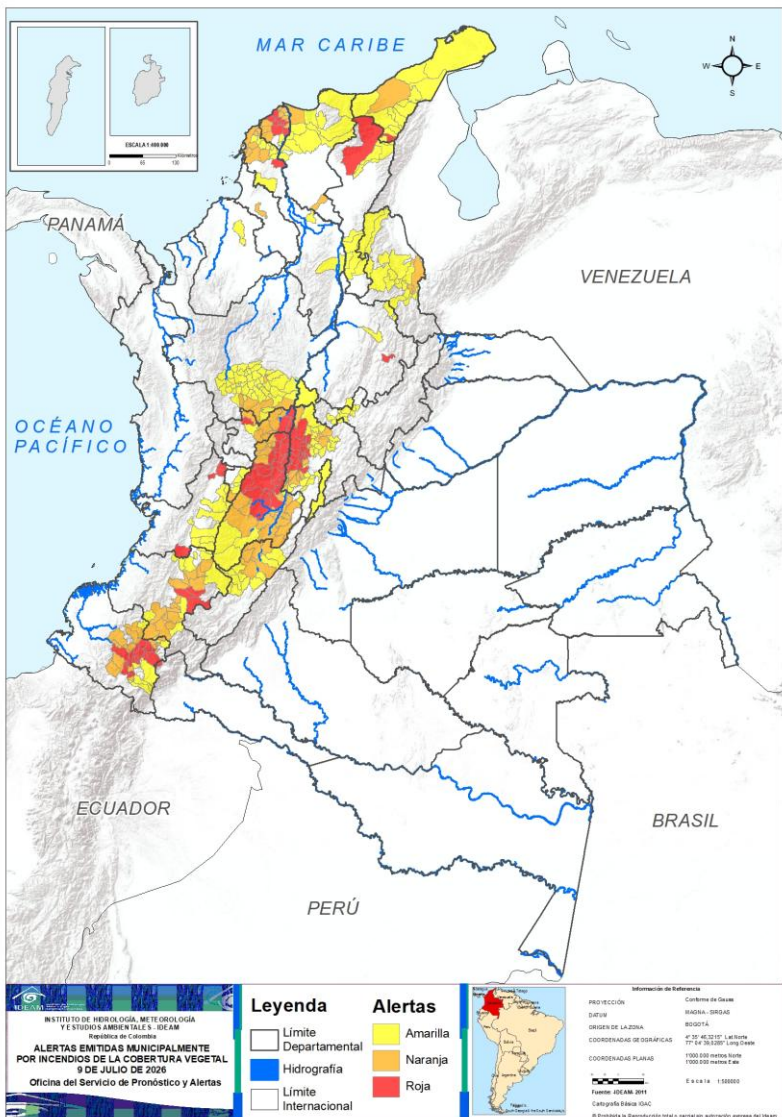 MAR CARIBE
N
W
E
S
ESCALA 1:400.000
PANAMÁ
VENEZUELA
OCÉANO
PACÍFICO
ECUADOR
BRASIL
PERÚ
IDEAM
INSTITUTO DE HIDROLOGÍA, METEOROLOGÍA
Y ESTUDIOS AMBIENTALES - IDEAM
República de Colombia
ALERTAS EMITIDAS MUNICIPALMENTE
POR INCENDIOS DE LA COBERTURA VEGETAL
9 DE JULIO DE 2026
Oficina del Servicio de Pronóstico y Alertas
Leyenda
Límite
Departamental
Hidrografía
Límite
Internacional
Alertas
Amarilla
Naranja
Roja
Información de Referencia
PROYECCIÓN
Conforme de Gauss
DATUM
MAGNA - SIRGAS
ORIGEN DE LA ZONA
BOGOTÁ
COORDENADAS GEOGRÁFICAS
COORDENADAS PLANAS
1'000.000 metros Norte
1'000.000 metros Este
Escala 1:500000
Fuente: IDEAM, 2011
Cartografía Básica IGAC